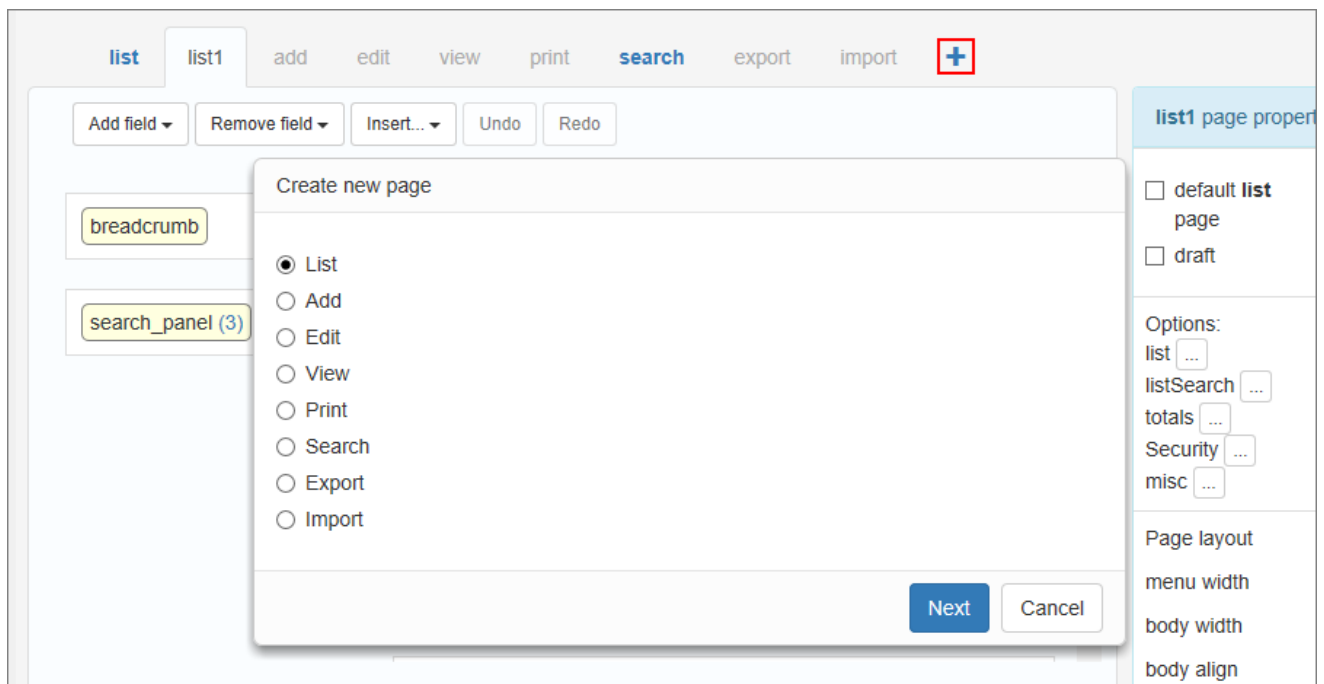 list list1 add edit view print search export import +
Add field Remove field Insert... Undo Redo
list1 page propert
Create new page
breadcrumb
search_panel (3)
List
Add
Edit
View
Print
Search
Export
Import
Next Cancel
default list
page
draft
Options:
list ...
listSearch ...
totals ...
Security ...
misc ...
Page layout
menu width
body width
body align